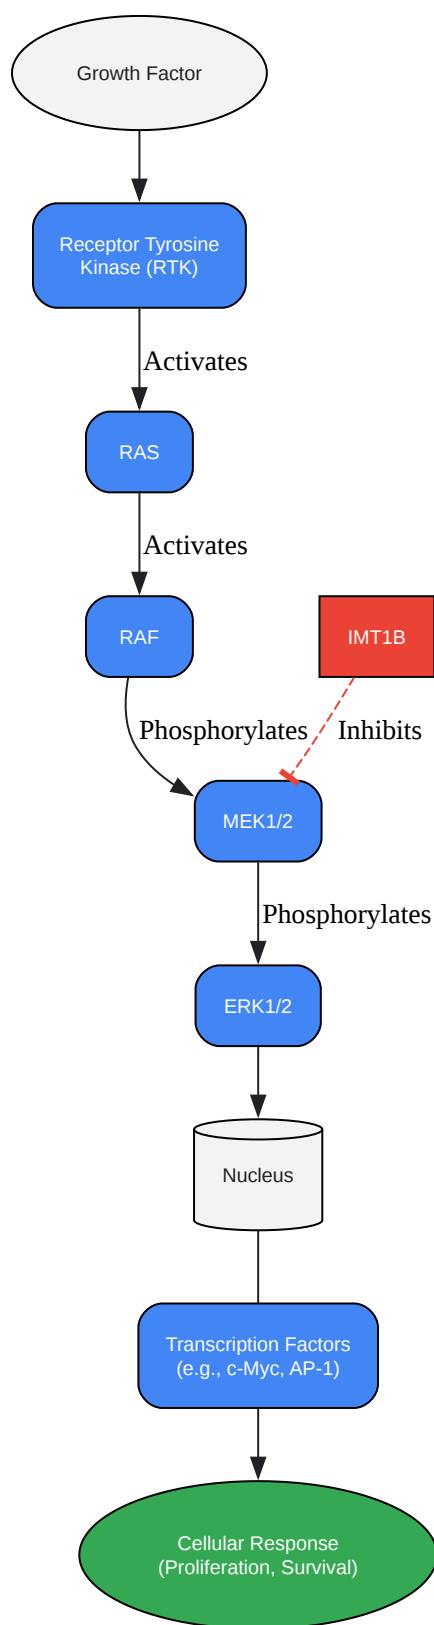 Growth Factor
Receptor Tyrosine
Kinase (RTK)
Activates
RAS
Activates
RAF
IMT1B
Phosphorylates
Inhibits
MEK1/2
Phosphorylates
ERK1/2
Nucleus
Transcription Factors
(e.g., c-Myc, AP-1)
Cellular Response
(Proliferation, Survival)